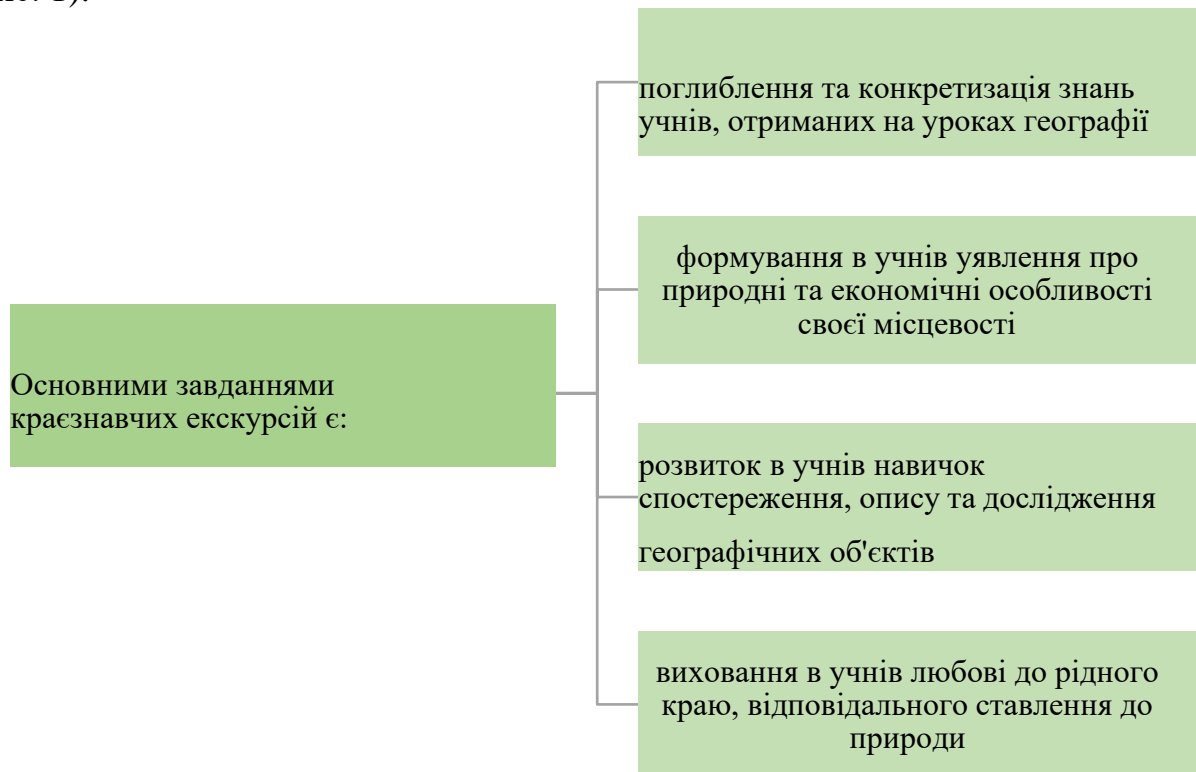 Основними завданнями
краєзнавчих екскурсій є:
поглиблення та конкретизація знань
учнів, отриманих на уроках географії
формування в учнів уявлення про
природні та економічні особливості
своєї місцевості
розвиток в учнів навичок
спостереження, опису та дослідження
географічних об'єктів
виховання в учнів любові до рідного
краю, відповідального ставлення до
природи